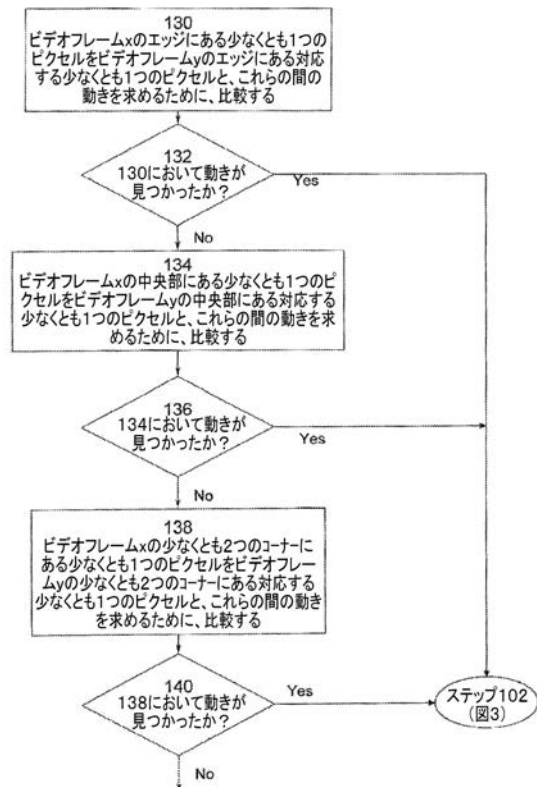 130
ビデオフレームxのエッジにある少なくとも1つの
ピクセルをビデオフレームyのエッジにある対応
する少なくとも1つのピクセルと、これらの間の
動きを求めるために、比較する
132
130において動きが
見つかったか？
Yes
No
134
ビデオフレームxの中央部にある少なくとも1つのピ
クセルをビデオフレームyの中央部にある対応する
少なくとも1つのピクセルと、これらの間の動きを求
めるために、比較する
136
134において動きが
見つかったか？
Yes
No
138
ビデオフレームxの少なくとも2つのコーナーに
ある少なくとも1つのピクセルをビデオフレー
ムyの少なくとも2つのコーナーにある対応する
少なくとも1つのピクセルと、これらの間の動き
を求めるために、比較する
140
138において動きが
見つかったか？
Yes
No
ステップ102
(図3)